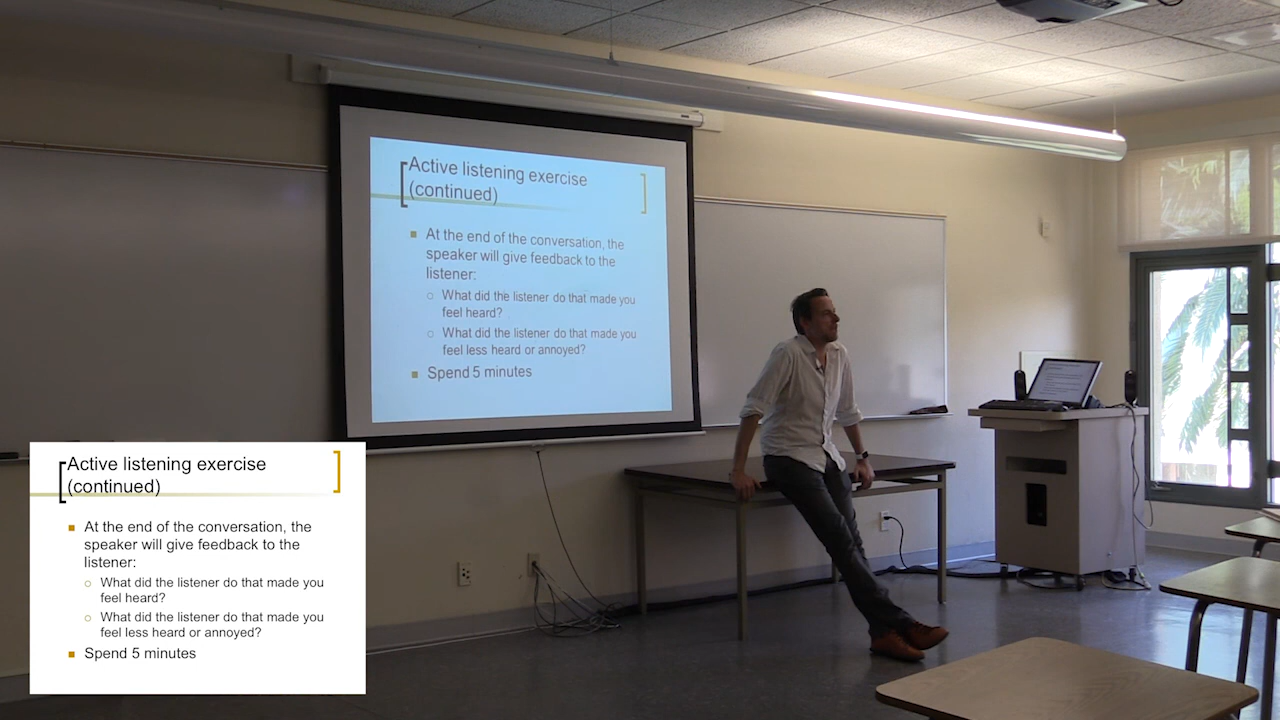 Active listening exercise
(continued)
At the end of the conversation, the
speaker will give feedback to the
listener:
What did the listener do that made you
feel heard?
What did the listener do that made you
feel less heard or annoyed?
Spend 5 minutes
Active listening exercise
(continued)
At the end of the conversation, the
speaker will give feedback to the
listener:
What did the listener do that made you
feel heard?
What did the listener do that made you
feel less heard or annoyed?
Spend 5 minutes